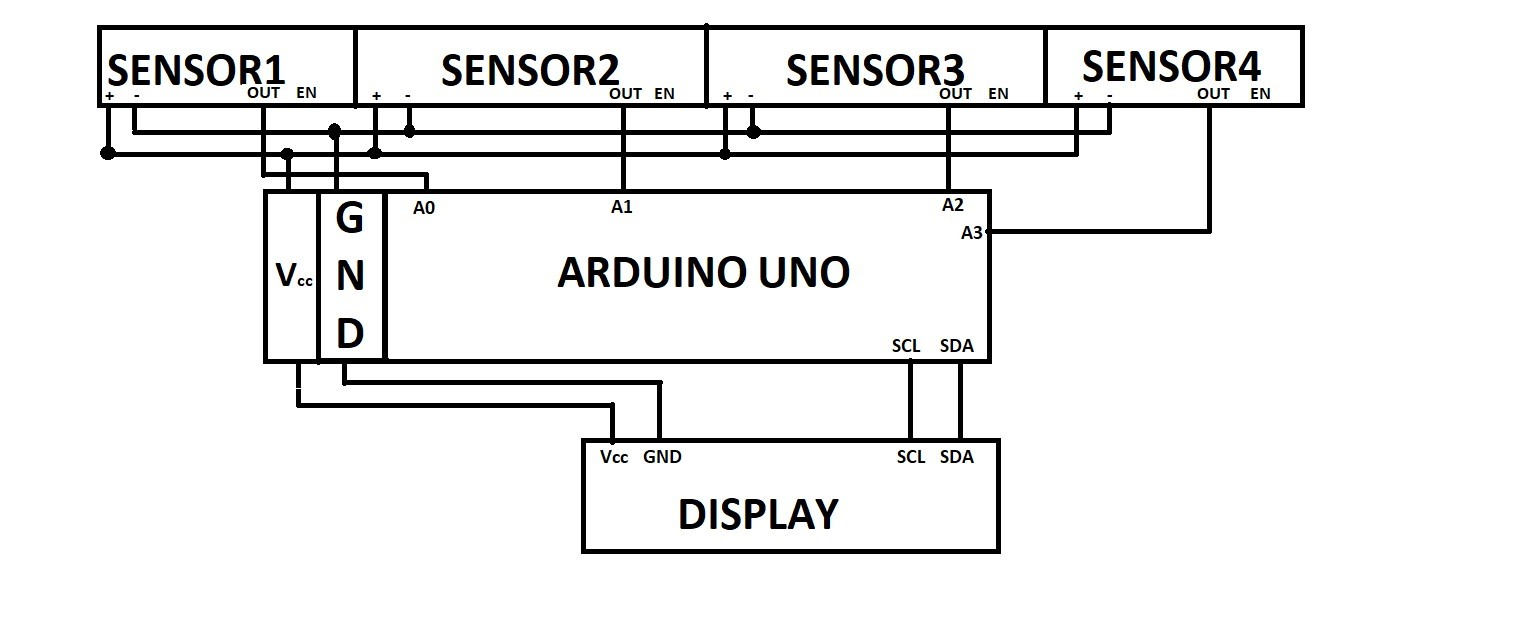 SENSOR1 SENSOR2 SENSOR3 SENSOR4
+ - OUT EN + - OUT EN + - OUT EN + - OUT EN
A0 A1 A2
A3
Vcc
G
N
D
ARDUINO UNO
SCL SDA
Vcc GND SCL SDA
DISPLAY